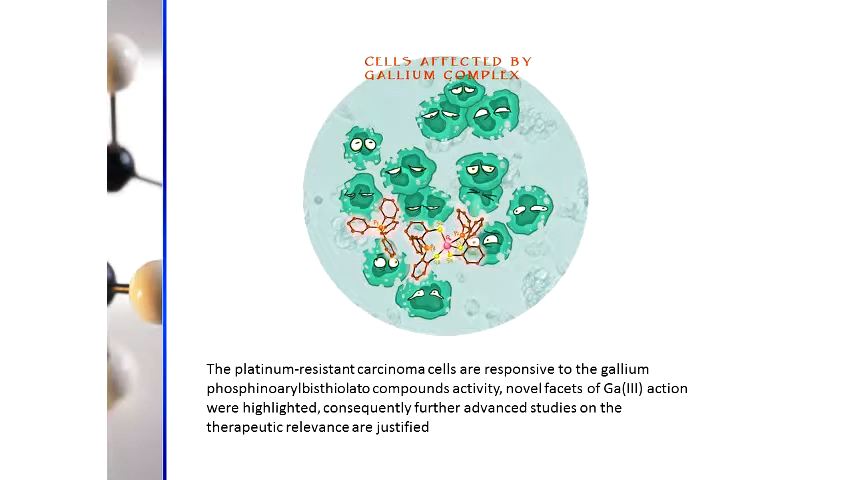 CELLS AFFECTED BY
GALLIUM COMPLEX
The platinum-resistant carcinoma cells are responsive to the gallium
phosphinoarylbisthiolato compounds activity, novel facets of Ga(III) action
were highlighted, consequently further advanced studies on the
therapeutic relevance are justified